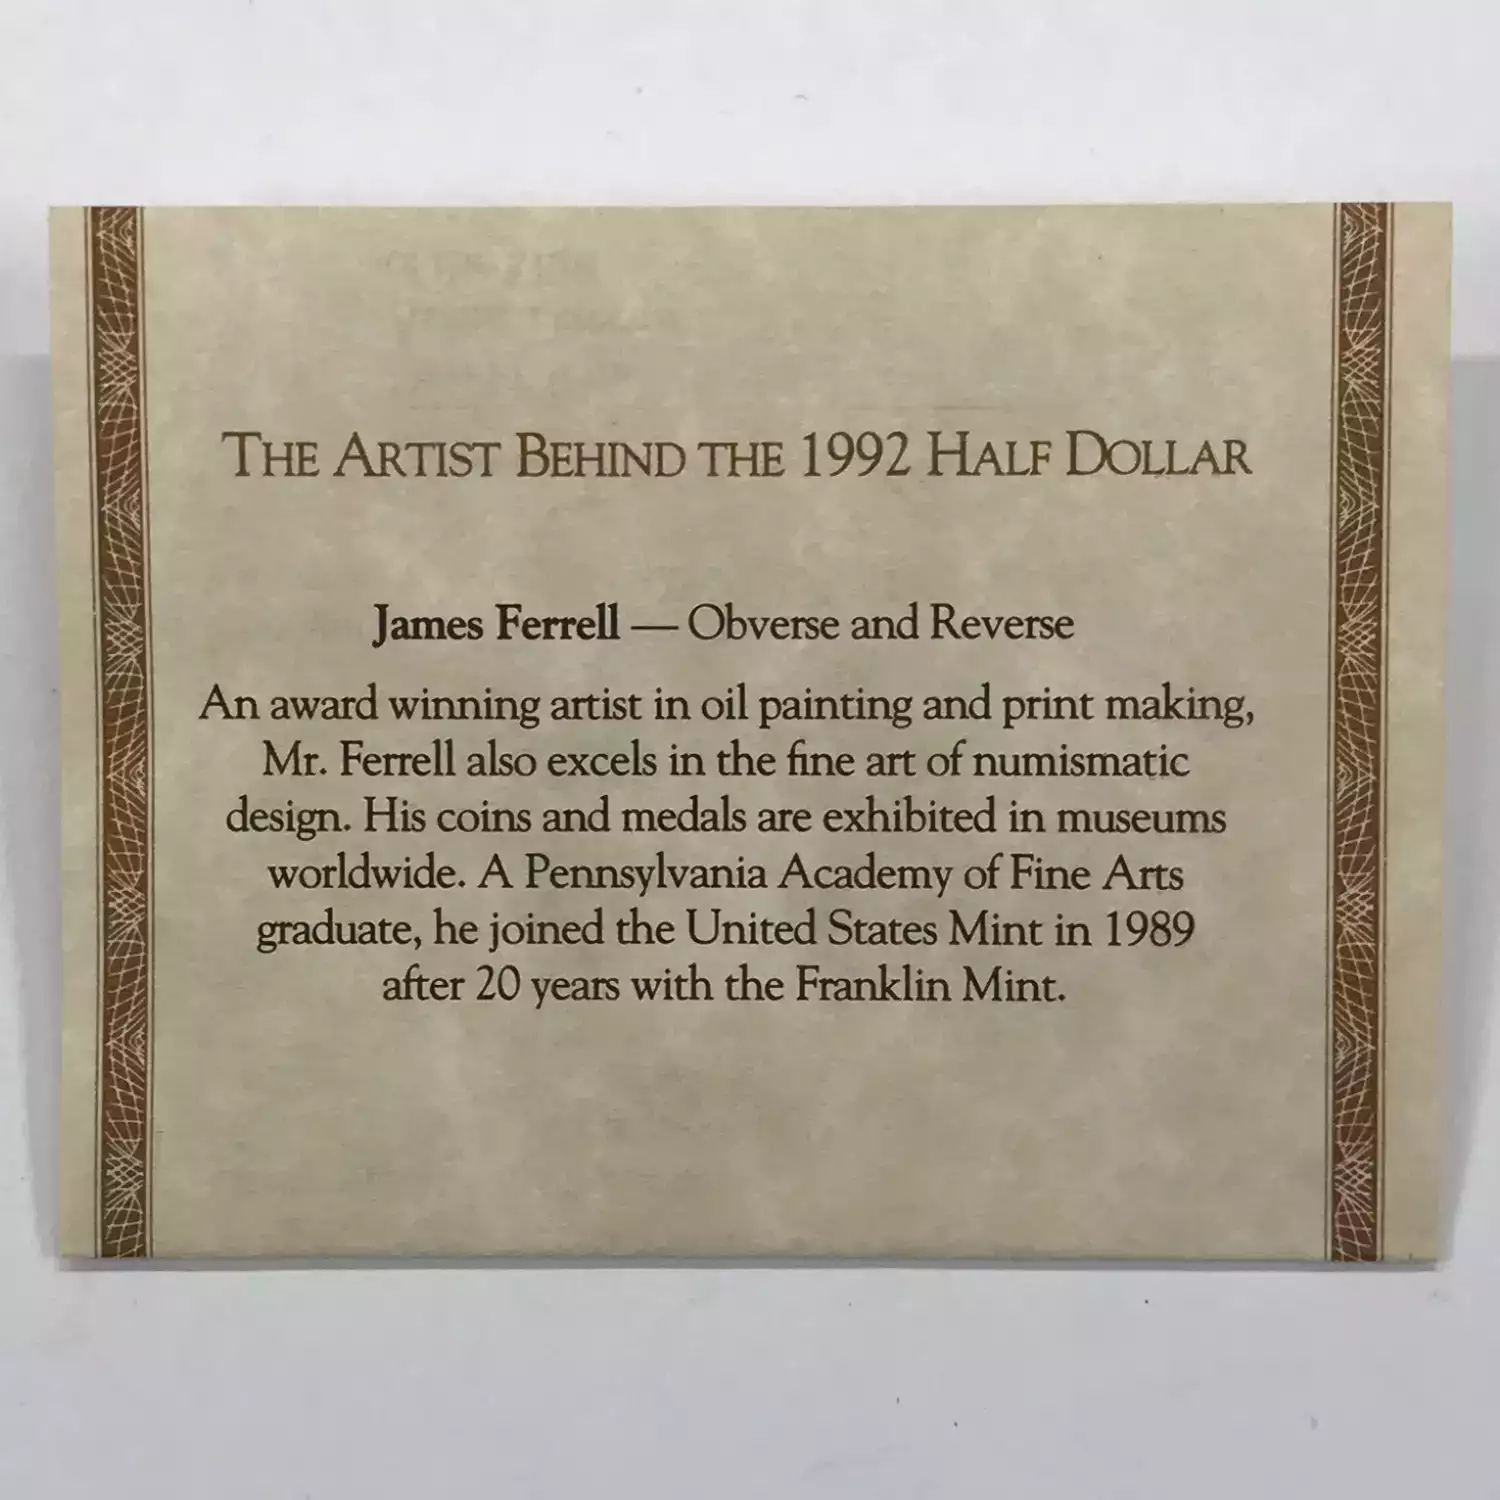 THE ARTIST BEHIND THE 1992 HALF DOLLAR
James Ferrell — Obverse and Reverse
An award winning artist in oil painting and print making,
Mr. Ferrell also excels in the fine art of numismatic
design. His coins and medals are exhibited in museums
worldwide. A Pennsylvania Academy of Fine Arts
graduate, he joined the United States Mint in 1989
after 20 years with the Franklin Mint.